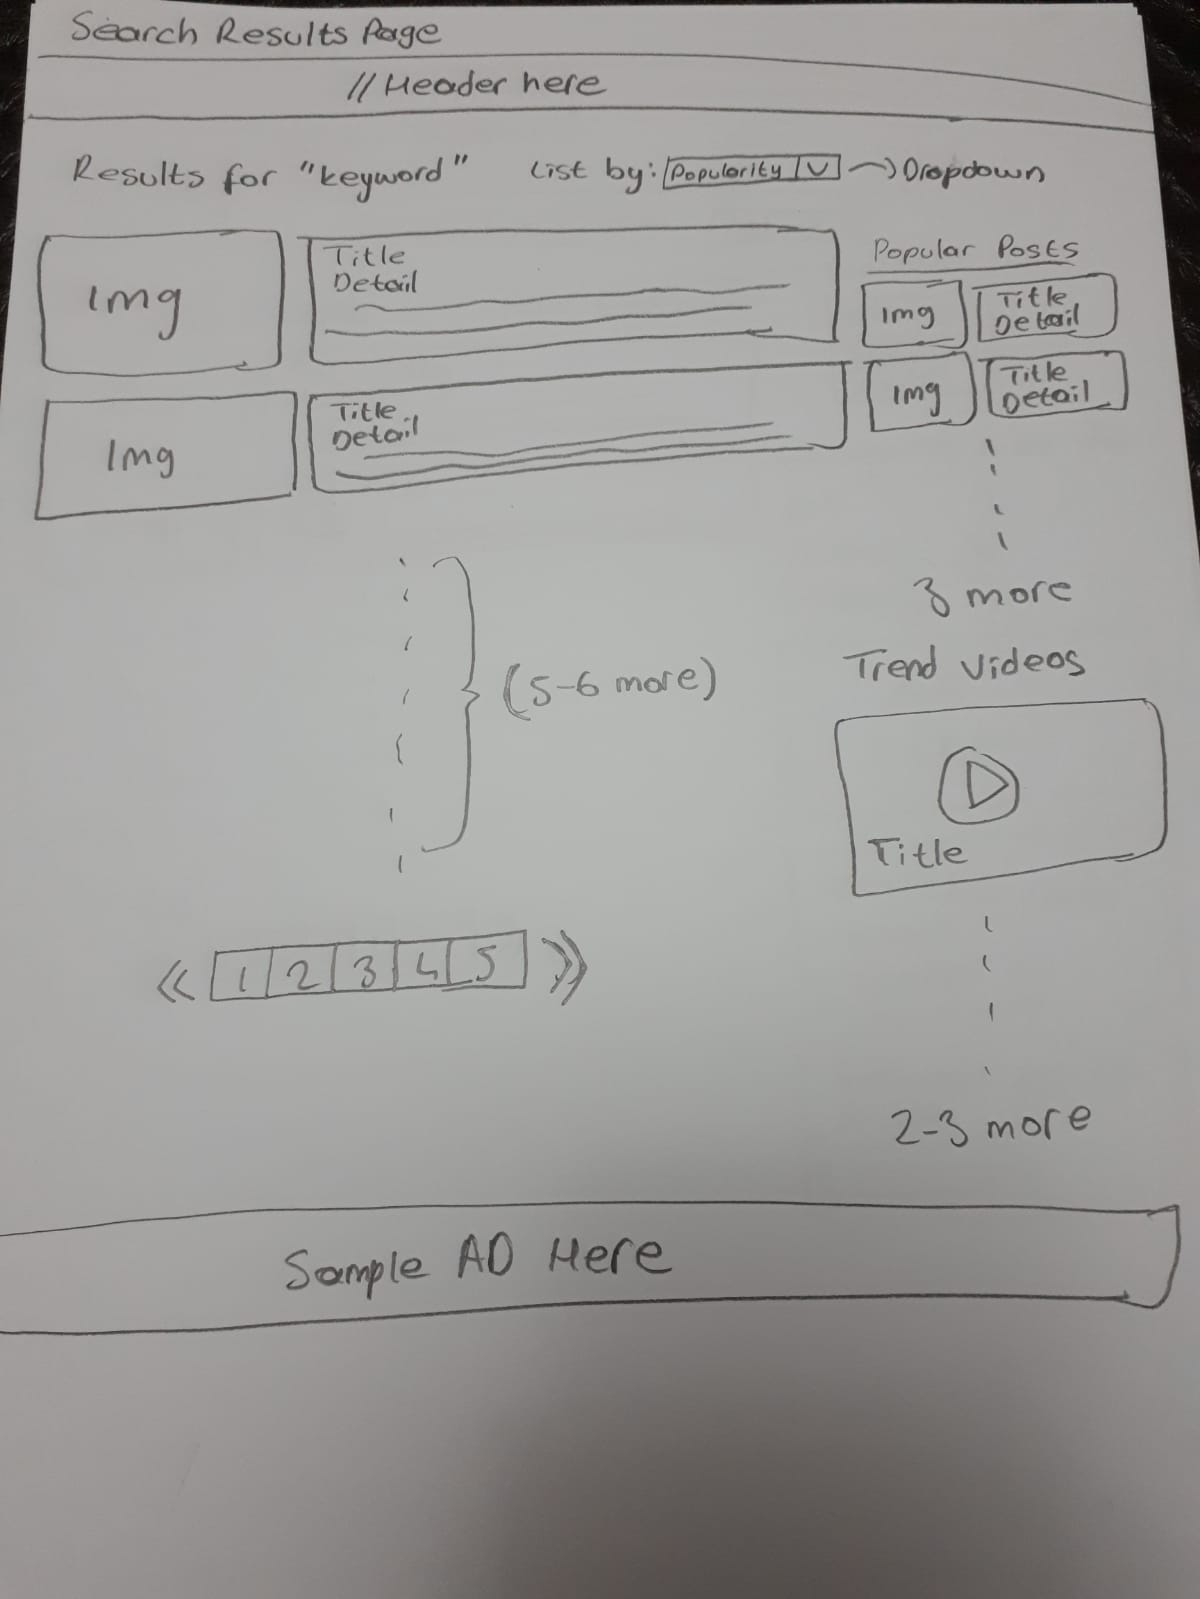 Search Results Page
// Header here
Results for "keyword" List by: Popularity V → Dropdown
Img
Title
Detail
Popular Posts
Img
Title
Detail
Img
Title
Detail
Img
Title
Detail
3 more
(5-6 more)
Trend Videos
Title
<< 1 2 3 4 5 >>
2-3 more
Sample AD Here